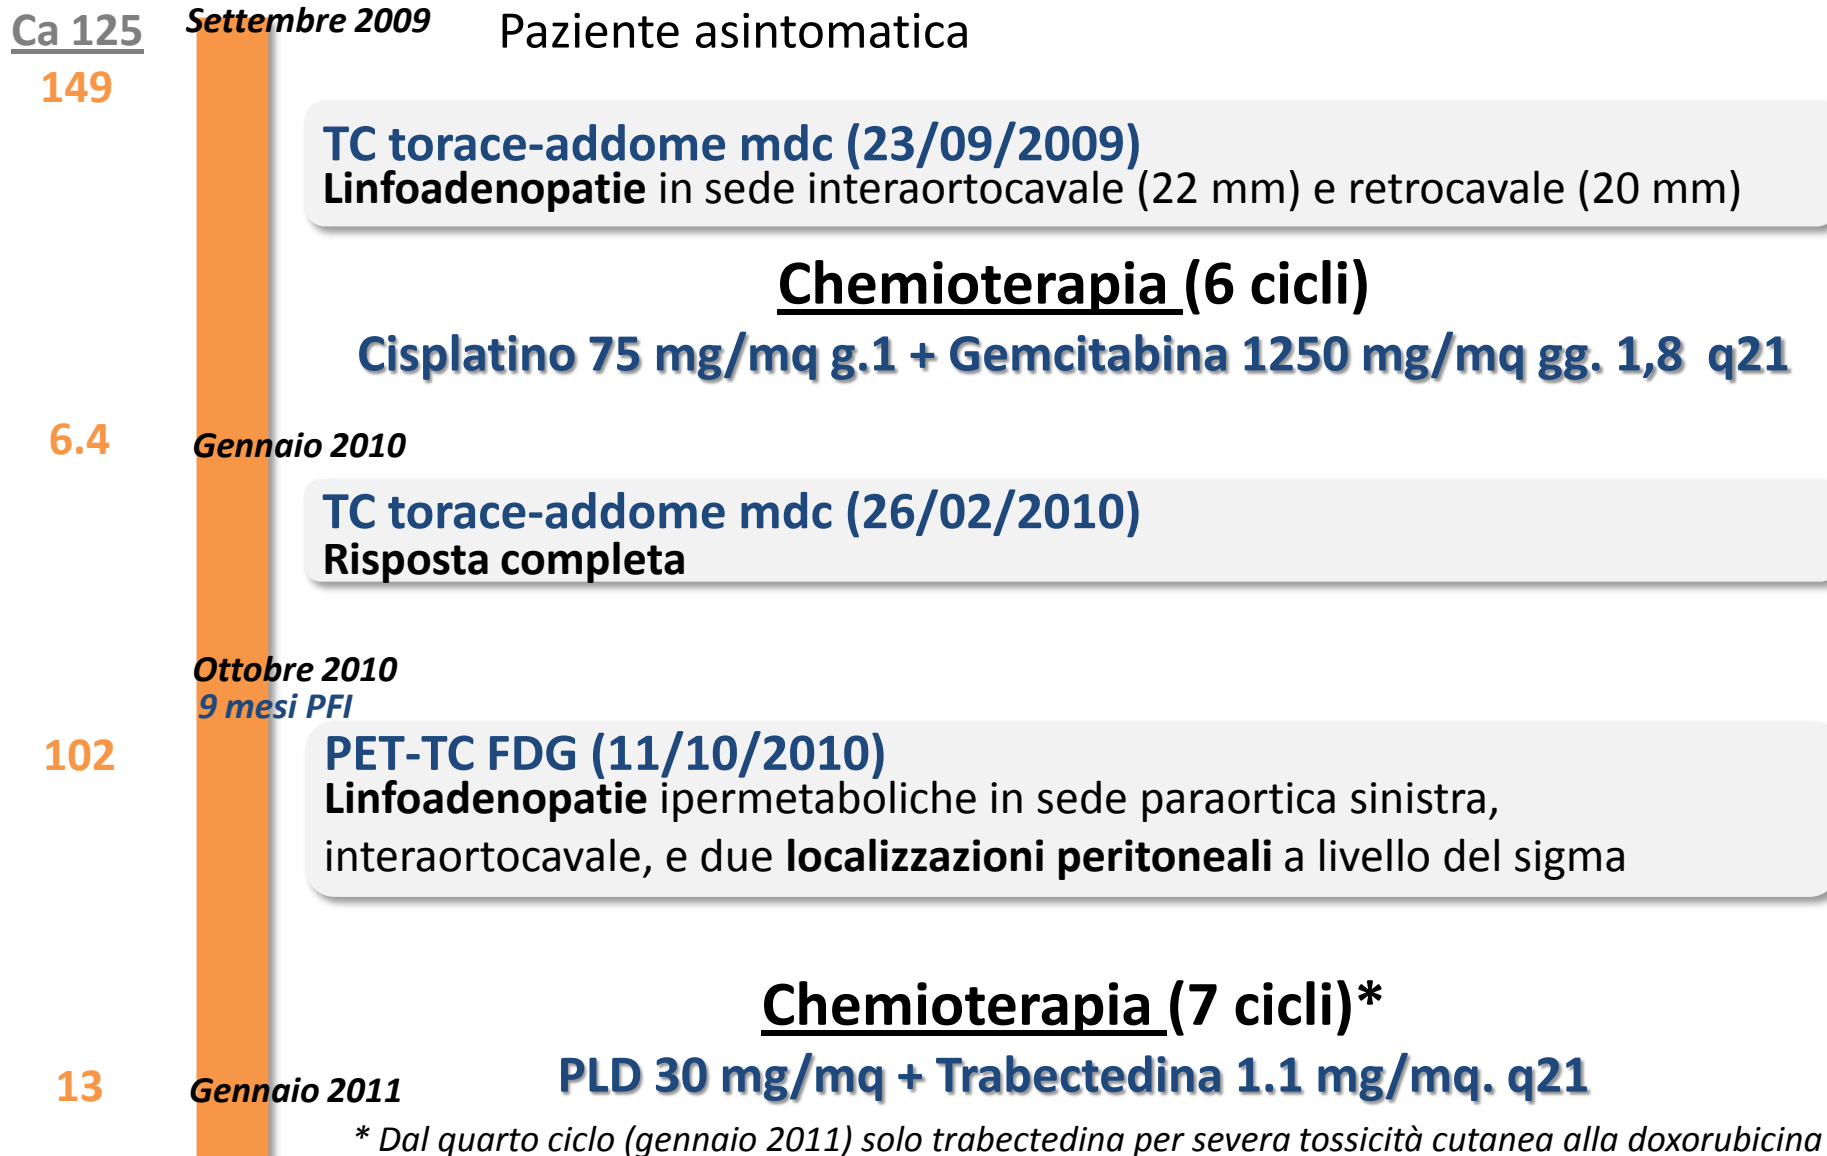 Ca 125
Settembre 2009
Paziente asintomatica
149
TC torace-addome mdc (23/09/2009)
Linfoadenopatie in sede interaortocavale (22 mm) e retrocavale (20 mm)
Chemioterapia (6 cicli)
Cisplatino 75 mg/mq g.1 + Gemcitabina 1250 mg/mq gg. 1,8 q21
6.4
Gennaio 2010
TC torace-addome mdc (26/02/2010)
Risposta completa
Ottobre 2010
9 mesi PFI
102
PET-TC FDG (11/10/2010)
Linfoadenopatie ipermetaboliche in sede paraortica sinistra,
interaortocavale, e due localizzazioni peritoneali a livello del sigma
Chemioterapia (7 cicli)*
PLD 30 mg/mq + Trabectedina 1.1 mg/mq. q21
13
Gennaio 2011
* Dal quarto ciclo (gennaio 2011) solo trabectedina per severa tossicità cutanea alla doxorubicina